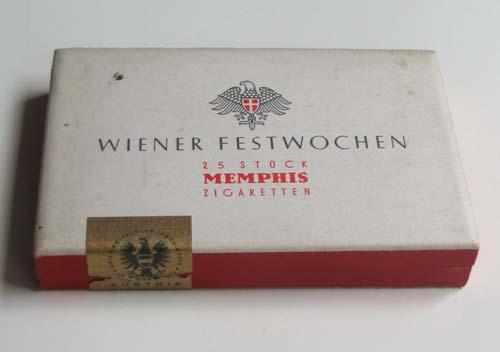 WIENER FESTWOCHEN
25 STÜCK
MEMPHIS
ZIGARETTEN
AUSTRIA